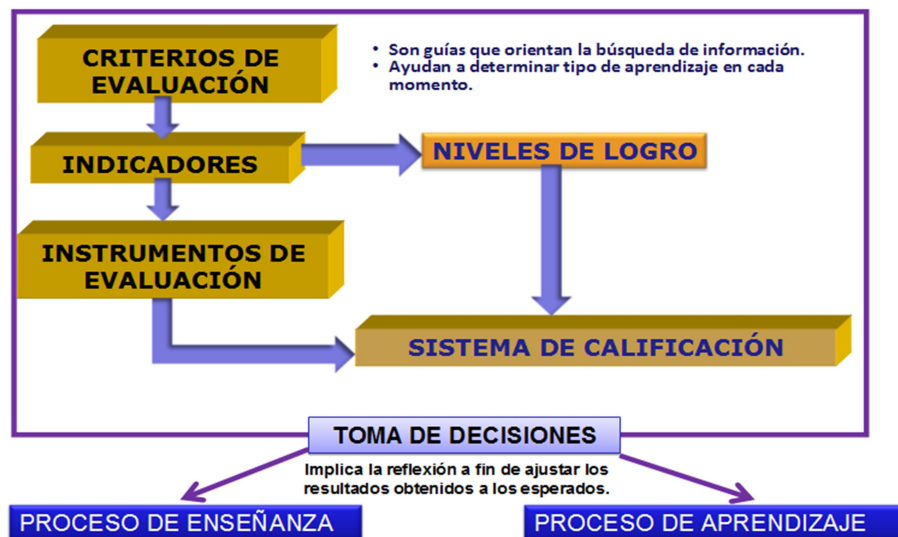 CRITERIOS DE
EVALUACIÓN
• Son guías que orientan la búsqueda de información.
• Ayudan a determinar tipo de aprendizaje en cada
momento.
INDICADORES
NIVELES DE LOGRO
INSTRUMENTOS DE
EVALUACIÓN
SISTEMA DE CALIFICACIÓN
TOMA DE DECISIONES
Implica la reflexión a fin de ajustar los
resultados obtenidos a los esperados.
PROCESO DE ENSEÑANZA
PROCESO DE APRENDIZAJE